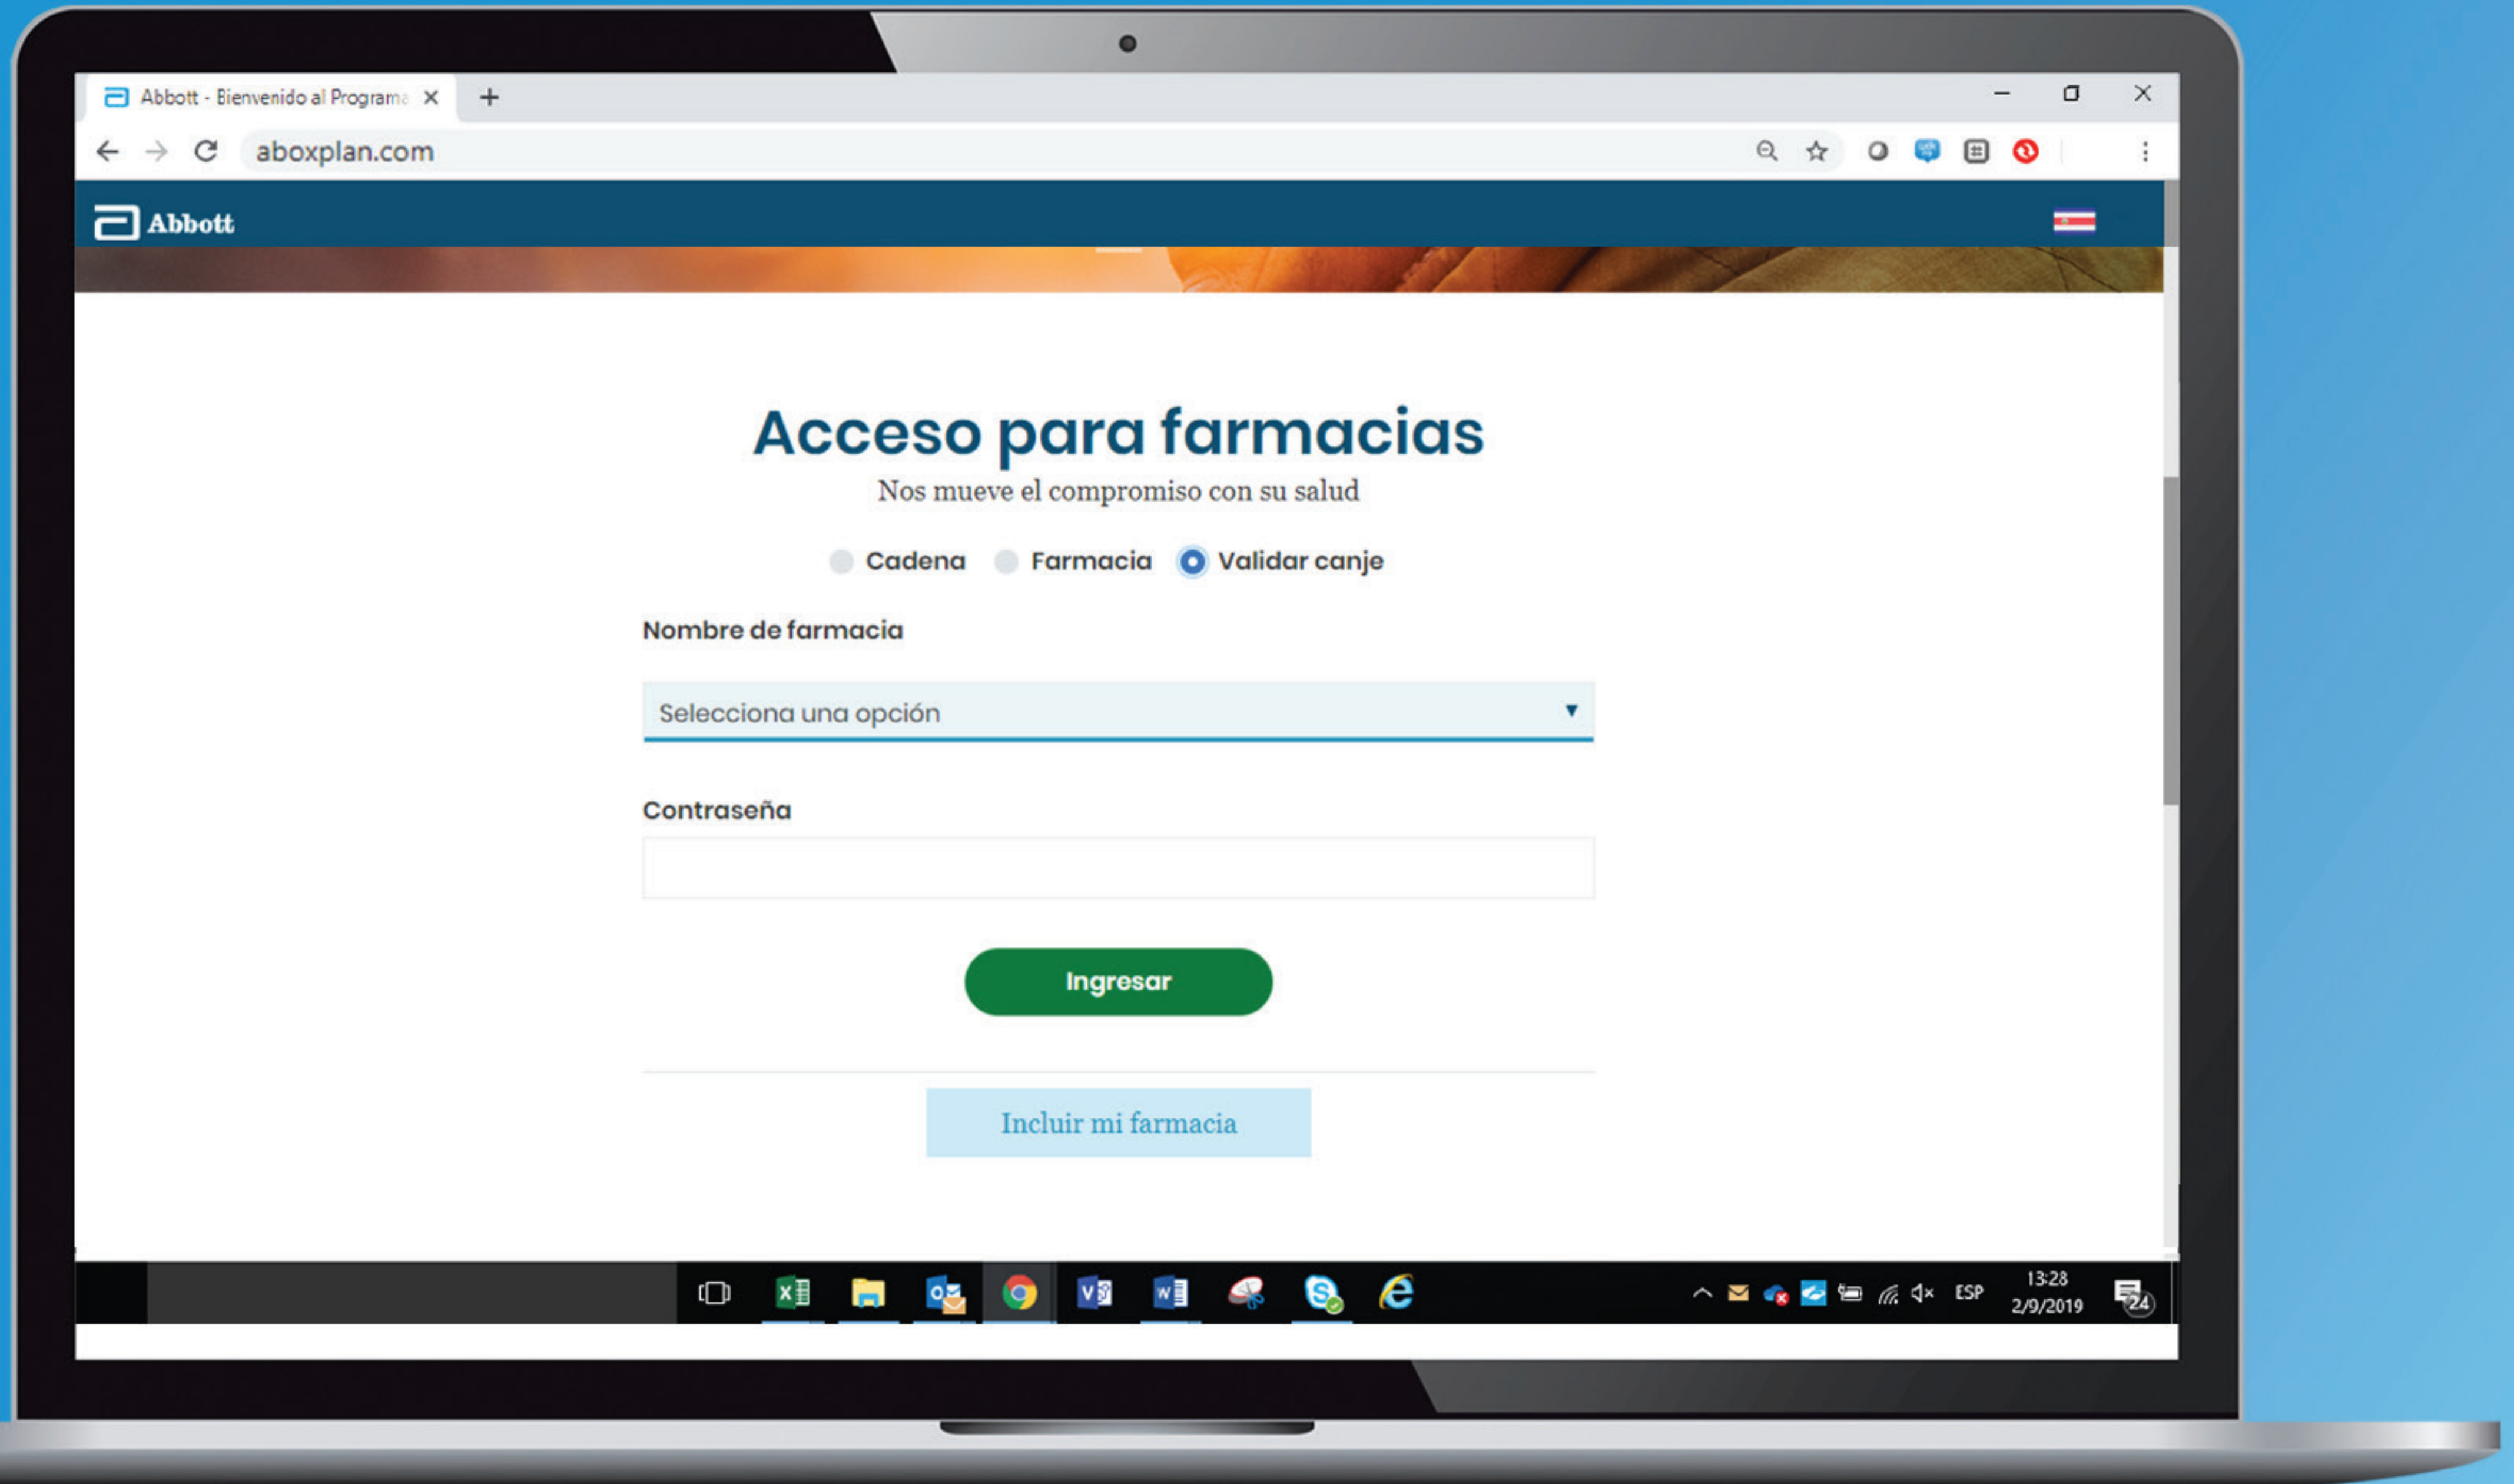 Abbott - Bienvenido al Programa
aboxplan.com
Abbott
Acceso para farmacias
Nos mueve el compromiso con su salud
Cadena Farmacia Validar canje
Nombre de farmacia
Selecciona una opción
Contraseña
Ingresar
Incluir mi farmacia
ESP
13:28
2/9/2019
24